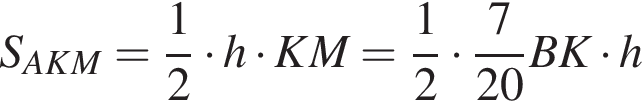 $S_{AKM} = \frac{1}{2} \cdot h \cdot KM = \frac{1}{2} \cdot \frac{7}{20} BK \cdot h$